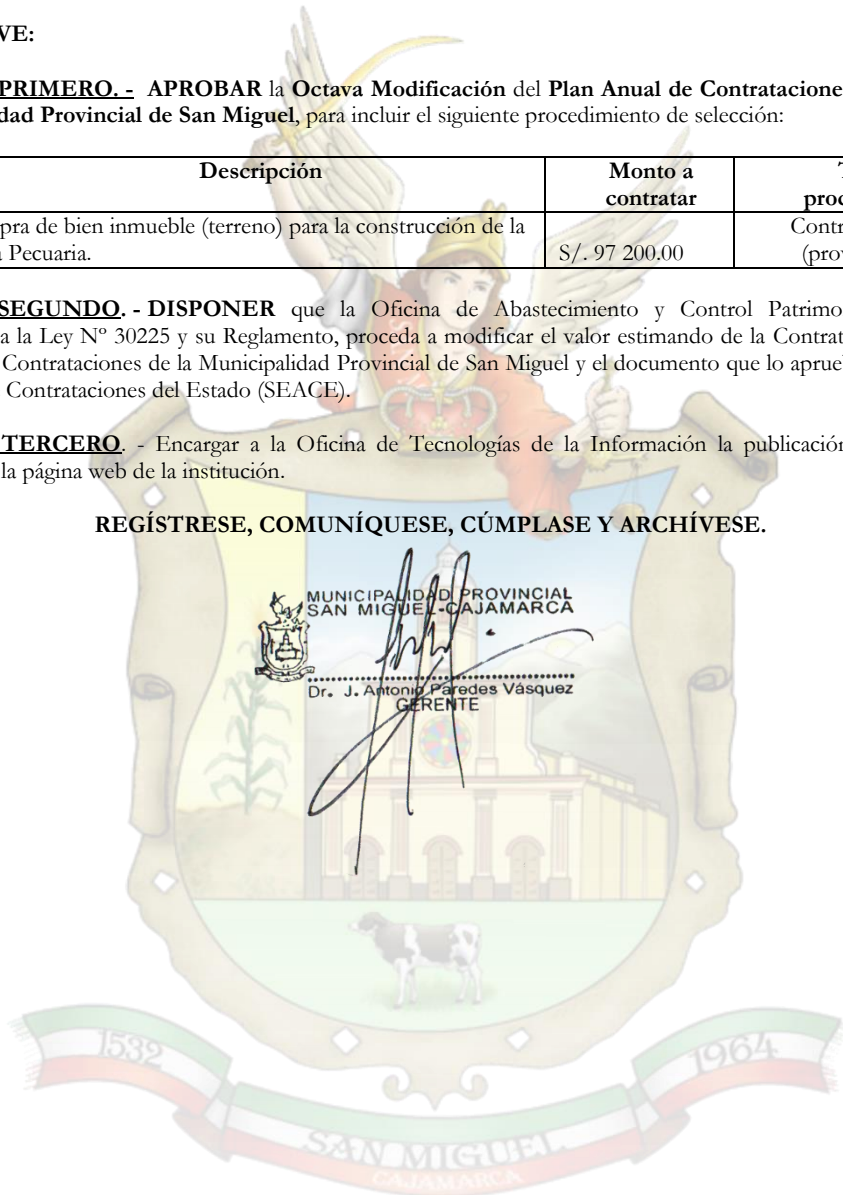 VE:
PRIMERO. - APROBAR la Octava Modificación del Plan Anual de Contratacione
dad Provincial de San Miguel, para incluir el siguiente procedimiento de selección:
Descripción Monto a T
contratar proc
pra de bien inmueble (terreno) para la construcción de la Contr
a Pecuaria. S/. 97 200.00 (prov
SEGUNDO. - DISPONER que la Oficina de Abastecimiento y Control Patrimo
a la Ley Nº 30225 y su Reglamento, proceda a modificar el valor estimando de la Contrat
Contrataciones de la Municipalidad Provincial de San Miguel y el documento que lo aprueb
Contrataciones del Estado (SEACE).
TERCERO. - Encargar a la Oficina de Tecnologías de la Información la publicación
la página web de la institución.
REGÍSTRESE, COMUNÍQUESE, CÚMPLASE Y ARCHÍVESE.
MUNICIPALIDAD PROVINCIAL
SAN MIGUEL-CAJAMARCA
Dr. J. Antonio Paredes Vásquez
GERENTE
1532 1964
SAN MIGUEL
CAJAMARCA